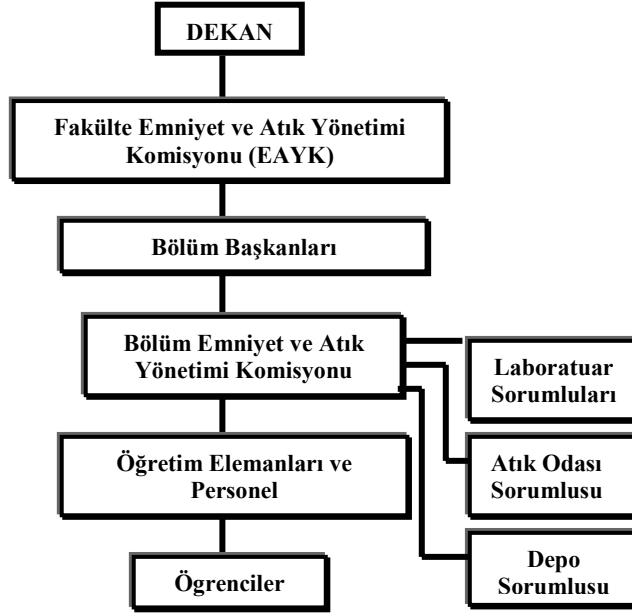 DEKAN
Fakülte Emniyet ve Atık Yönetimi
Komisyonu (EAYK)
Bölüm Başkanları
Bölüm Emniyet ve Atık
Yönetimi Komisyonu
Laboratuar
Sorumluları
Öğretim Elemanları ve
Personel
Atık Odası
Sorumlusu
Ögrenciler
Depo
Sorumlusu